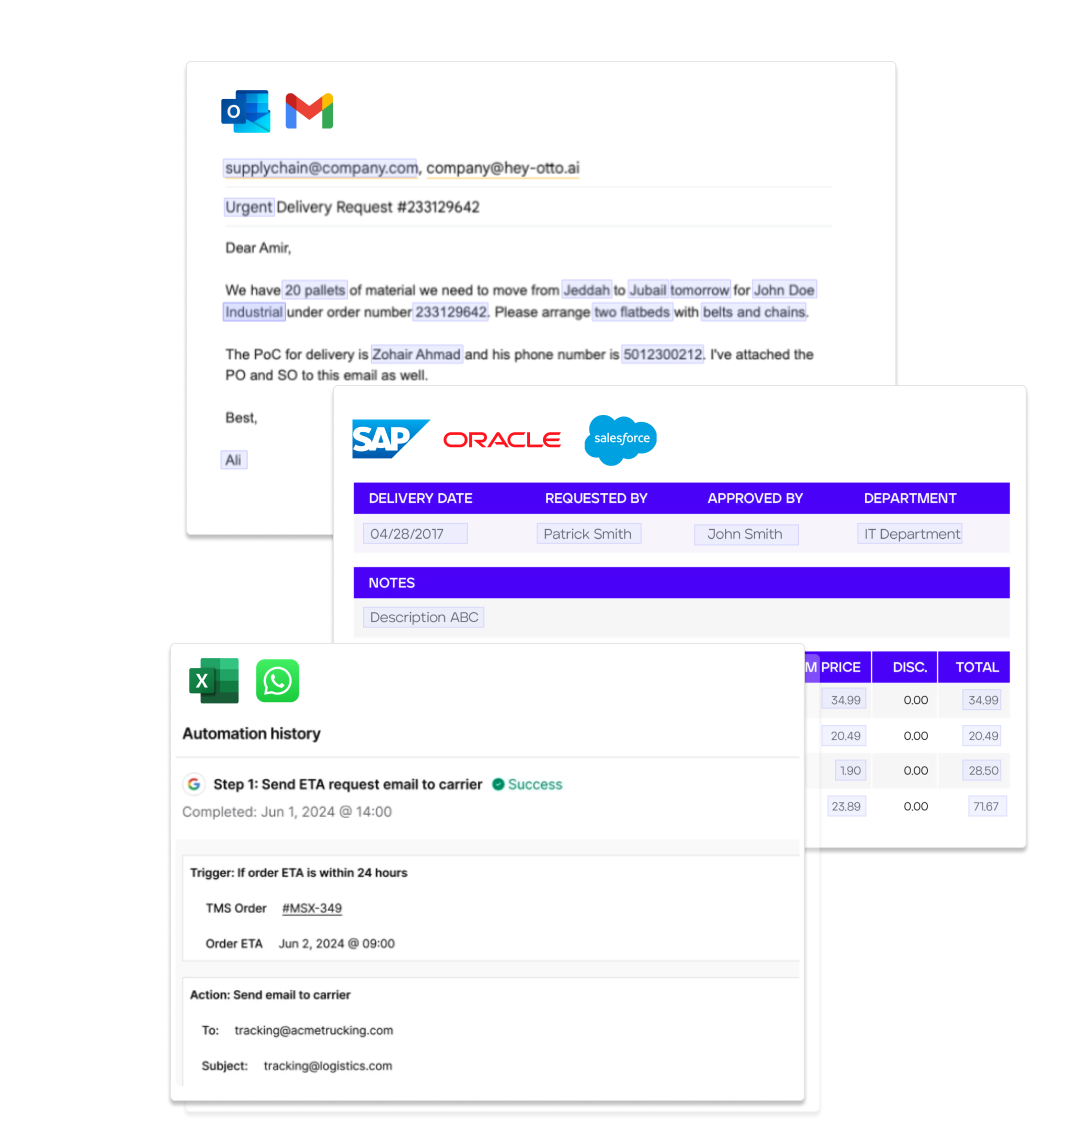 O
supplychain@company.com, company@hey-otto.ai
Urgent Delivery Request #233129642
Dear Amir,
We have 20 pallets of material we need to move from Jeddah to Jubail tomorrow for John Doe
Industrial under order number 233129642. Please arrange two flatbeds with belts and chains.
The PoC for delivery is Zohair Ahmad and his phone number is 5012300212. I've attached the
PO and SO to this email as well.
Best,
Ali
SAP ORACLE salesforce
DELIVERY DATE REQUESTED BY APPROVED BY DEPARTMENT
04/28/2017 Patrick Smith John Smith IT Department
NOTES
Description ABC
M PRICE DISC. TOTAL
34.99 0.00 34.99
20.49 0.00 20.49
1.90 0.00 28.50
23.89 0.00 71.67
X
Automation history
G Step 1: Send ETA request email to carrier Success
Completed: Jun 1, 2024 @ 14:00
Trigger: If order ETA is within 24 hours
TMS Order #MSX-349
Order ETA Jun 2, 2024 @ 09:00
Action: Send email to carrier
To: tracking@acmetrucking.com
Subject: tracking@logistics.com